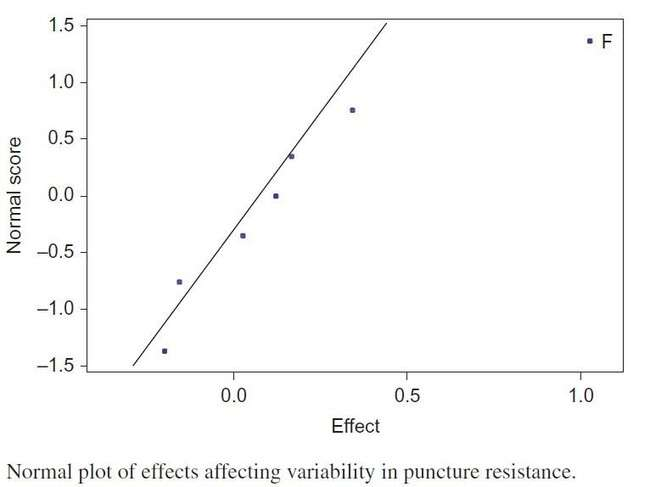 1.5
F
1.0
0.5
0.0
–0.5
–1.0
–1.5
Normal score
0.0 0.5 1.0
Effect
Normal plot of effects affecting variability in puncture resistance.